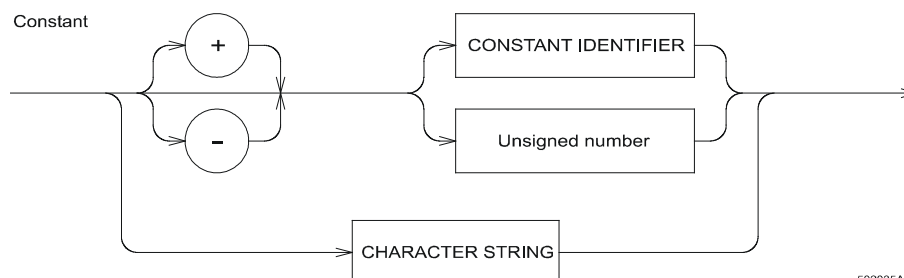 Constant
+
CONSTANT IDENTIFIER
-
Unsigned number
CHARACTER STRING